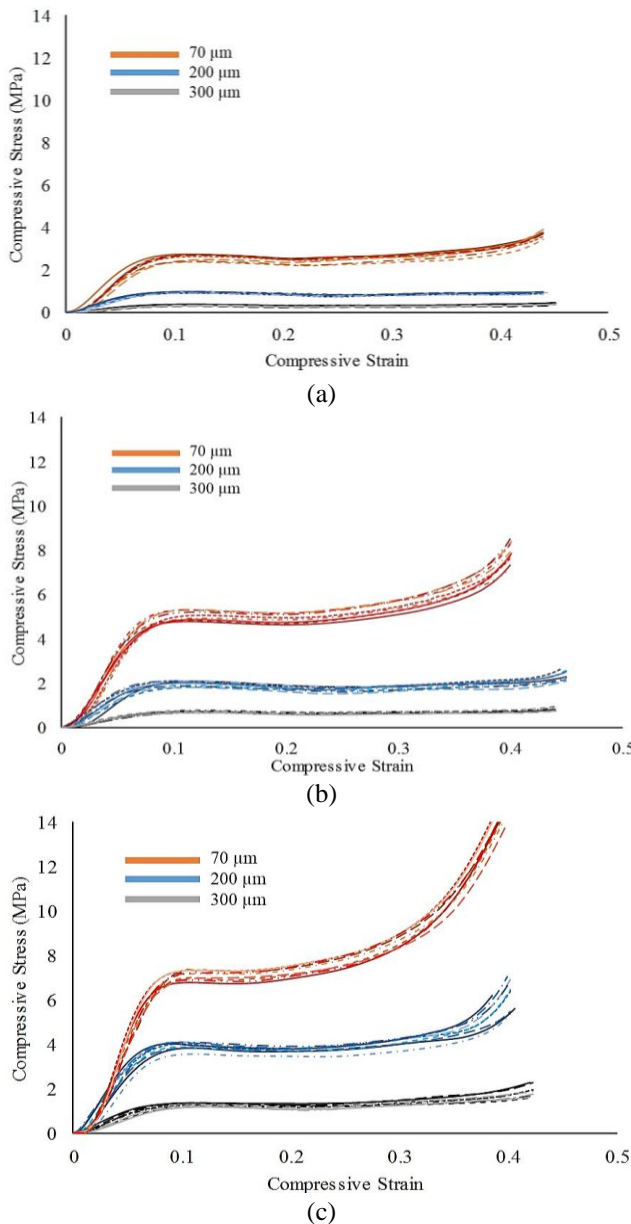 14
12
10
8
6
4
2
0
Compressive Stress (MPa)
70 μm
200 μm
300 μm
0 0.1 0.2 0.3 0.4 0.5
Compressive Strain
(a)
14
12
10
8
6
4
2
0
Compressive Stress (MPa)
70 μm
200 μm
300 μm
0 0.1 0.2 0.3 0.4 0.5
Compressive Strain
(b)
14
12
10
8
6
4
2
0
Compressive Stress (MPa)
70 μm
200 μm
300 μm
0 0.1 0.2 0.3 0.4 0.5
Compressive Strain
(c)